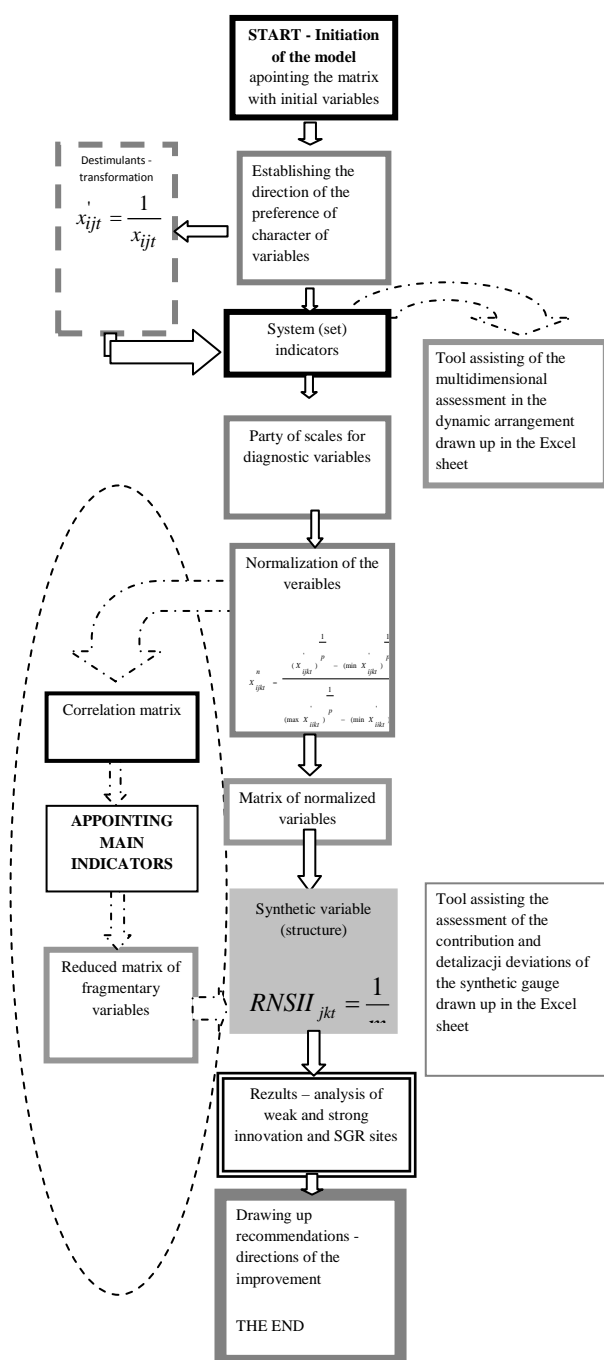 START - Initiation
of the model
apointing the matrix
with initial variables
Destimulants -
transformation
x'ijt = 1 / xijt
Establishing the
direction of the
preference of
character of
variables
System (set)
indicators
Tool assisting of the
multidimensional
assessment in the
dynamic arrangement
drawn up in the Excel
sheet
Party of scales for
diagnostic variables
Normalization of the
veraibles
Correlation matrix
Matrix of normalized
variables
APPOINTING
MAIN
INDICATORS
Synthetic variable
(structure)
RNSII jkt = 1
Tool assisting the
assessment of the
contribution and
detalizacji deviations of
the synthetic gauge
drawn up in the Excel
sheet
Reduced matrix of
fragmentary
variables
Rezults – analysis of
weak and strong
innovation and SGR sites
Drawing up
recommendations -
directions of the
improvement
THE END